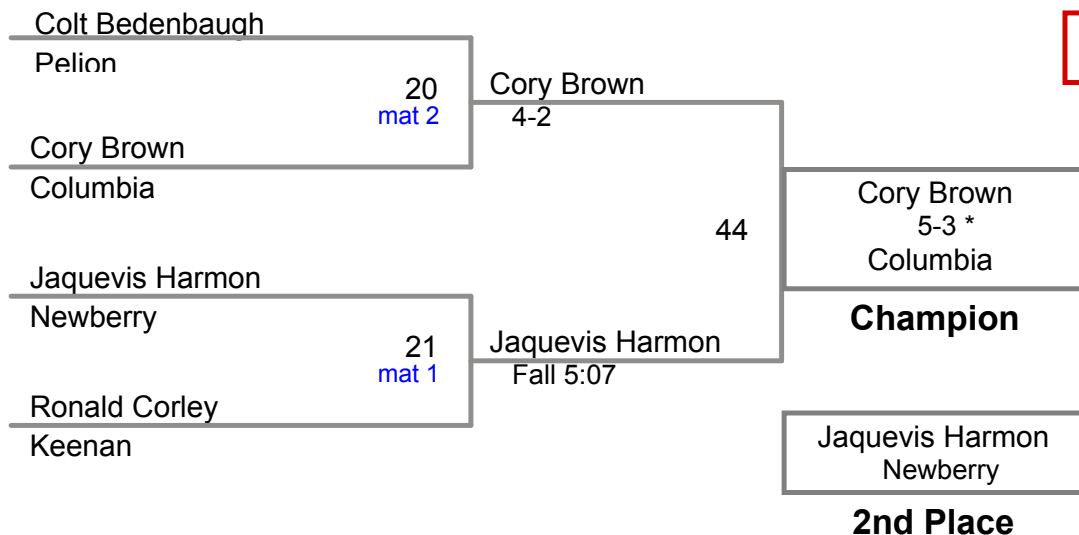 Colt Bedenbaugh
Pelion
20
mat 2
Cory Brown
4-2
Cory Brown
Columbia
44
Cory Brown
5-3 *
Columbia
Champion
Jaquevis Harmon
Newberry
21
mat 1
Jaquevis Harmon
Fall 5:07
Ronald Corley
Keenan
Jaquevis Harmon
Newberry
2nd Place